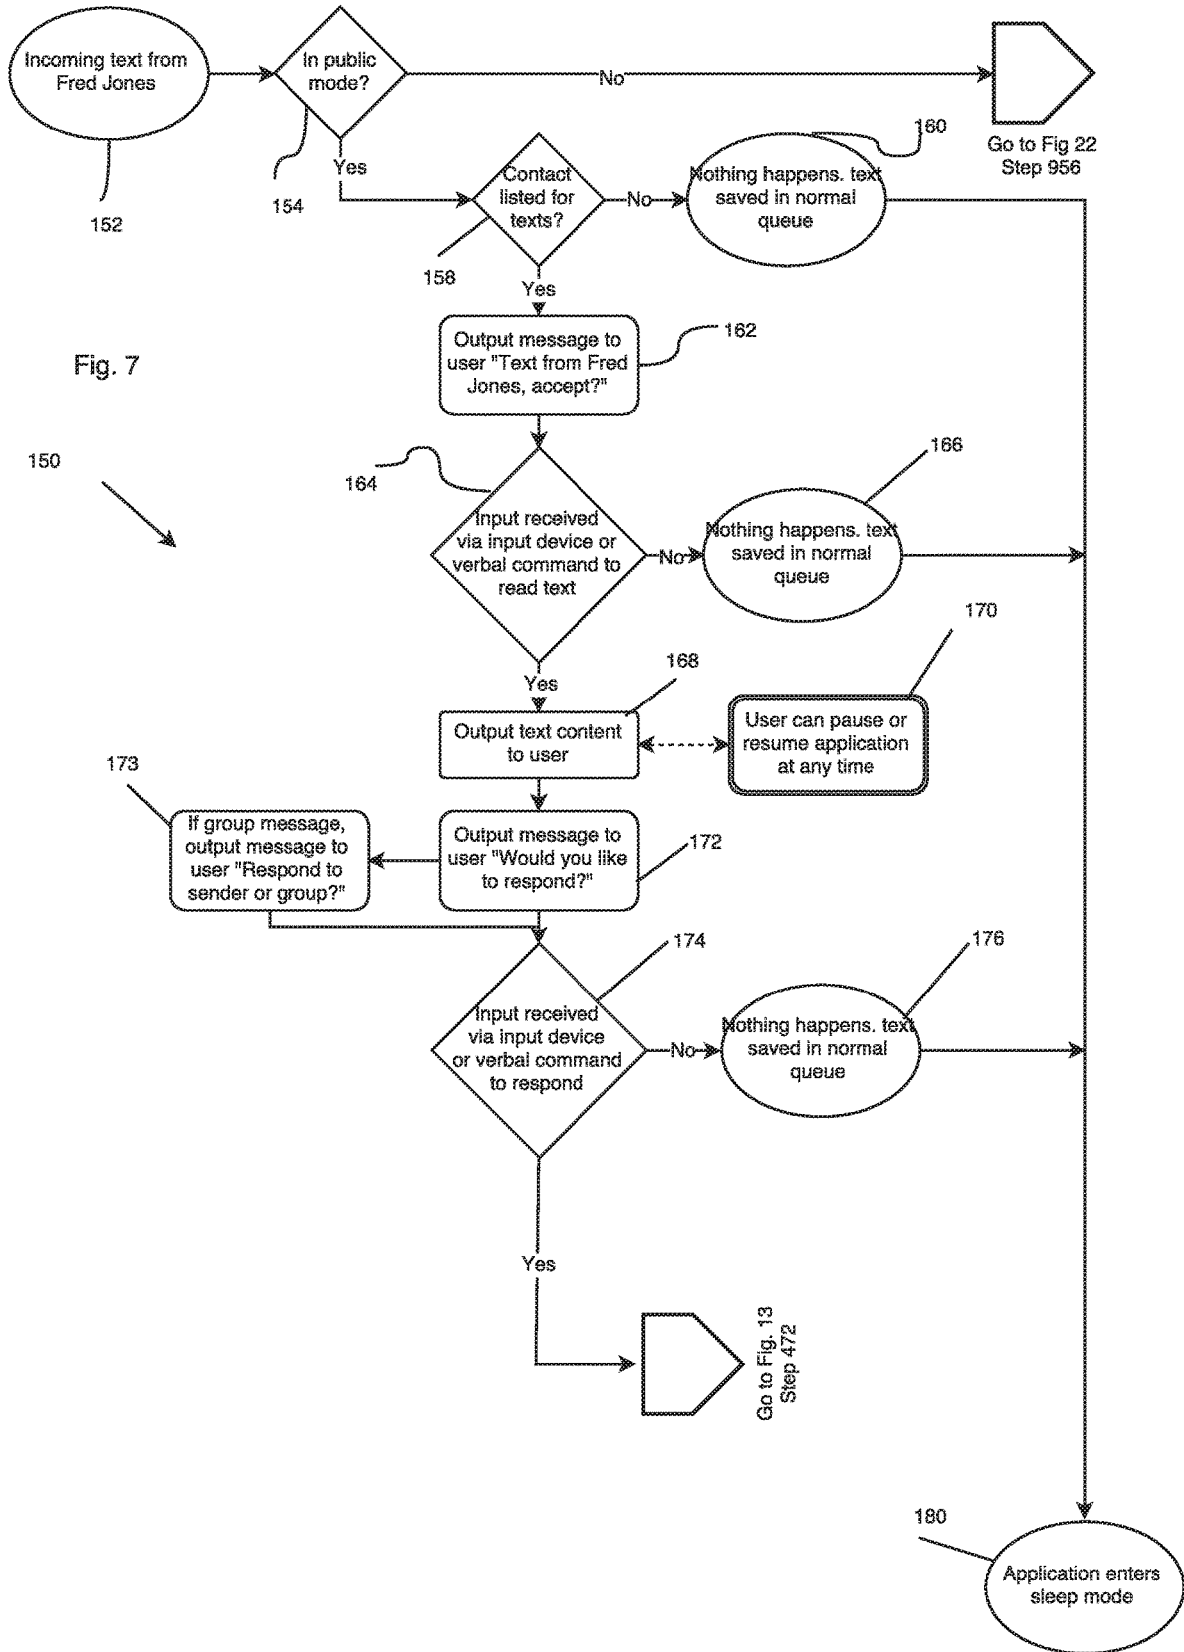 Incoming text from
Fred Jones
In public
mode?
No
Go to Fig 22
Step 956
152
154
Yes
Contact
listed for
texts?
158
No
Nothing happens. text
saved in normal
queue
160
Yes
Output message to
user "Text from Fred
Jones, accept?"
162
Fig. 7
150
164
Input received
via input device or
verbal command to
read text
No
Nothing happens. text
saved in normal
queue
166
Yes
168
Output text content
to user
170
User can pause or
resume application
at any time
173
If group message,
output message to
user "Respond to
sender or group?"
Output message to
user "Would you like
to respond?"
172
174
Input received
via input device
or verbal command
to respond
No
Nothing happens. text
saved in normal
queue
176
Yes
Go to Fig. 13
Step 472
180
Application enters
sleep mode